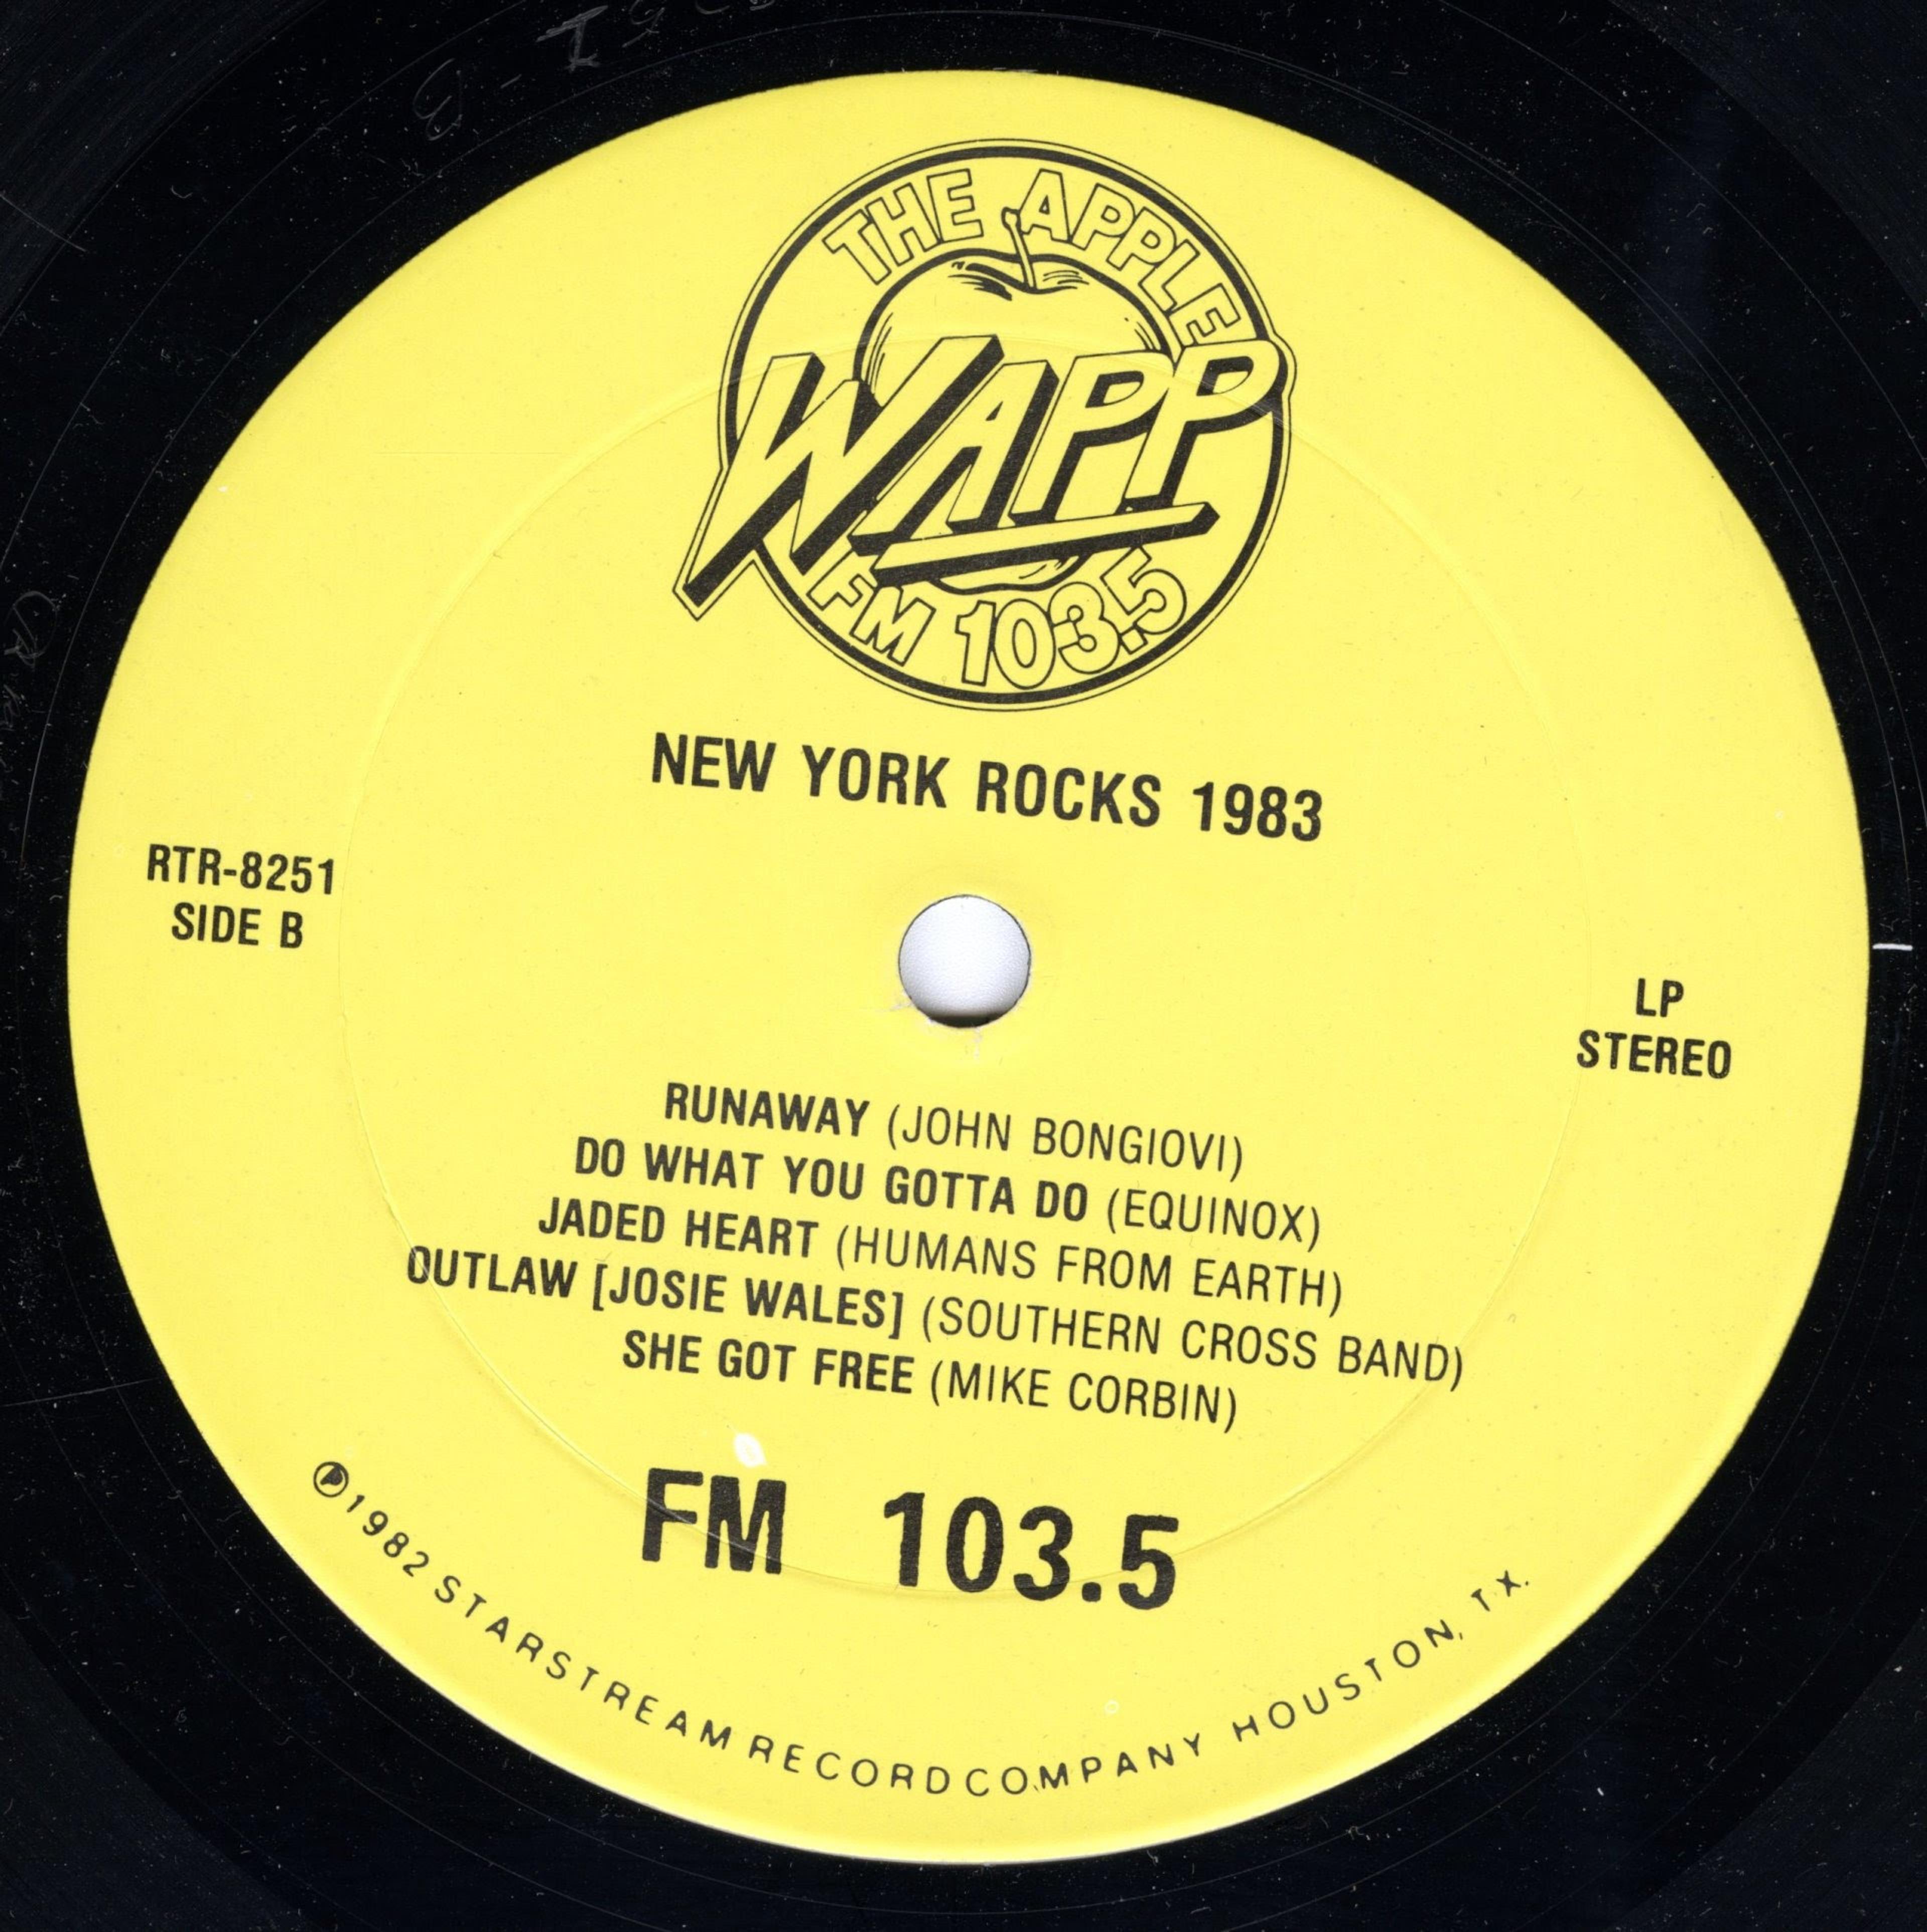 THE APPLE
WAPP
FM 103.5
NEW YORK ROCKS 1983
RTR-8251
SIDE B
LP
STEREO
RUNAWAY (JOHN BONGIOVI)
DO WHAT YOU GOTTA DO (EQUINOX)
JADED HEART (HUMANS FROM EARTH)
OUTLAW [JOSIE WALES] (SOUTHERN CROSS BAND)
SHE GOT FREE (MIKE CORBIN)
FM 103.5
℗1982 STARSTREAM RECORD COMPANY HOUSTON, TX.